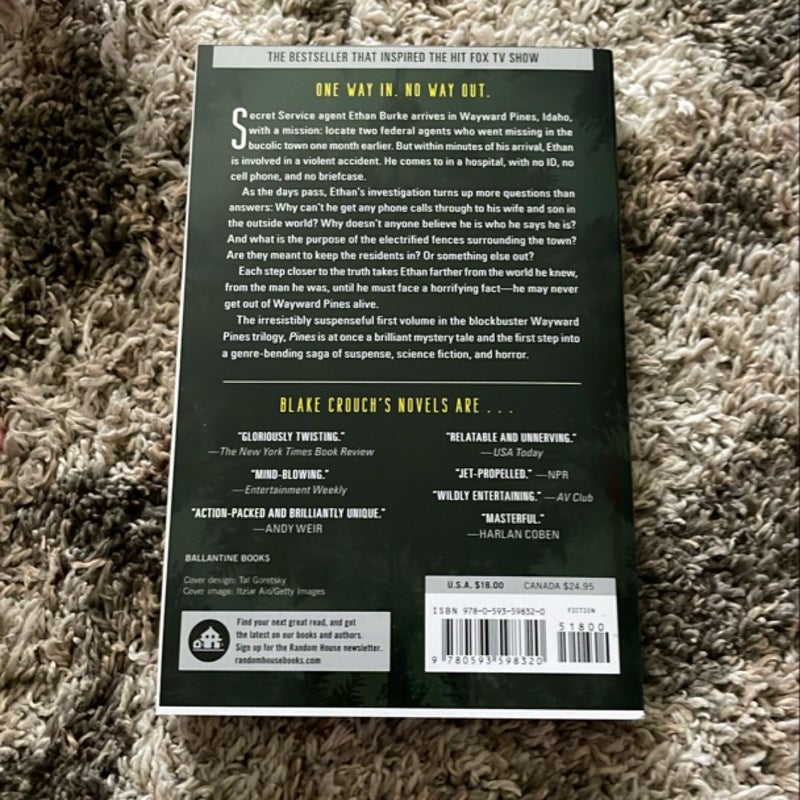 THE BESTSELLER THAT INSPIRED THE HIT FOX TV SHOW
ONE WAY IN. NO WAY OUT.
Secret Service agent Ethan Burke arrives in Wayward Pines, Idaho,
with a mission: locate two federal agents who went missing in the
bucolic town one month earlier. But within minutes of his arrival, Ethan
is involved in a violent accident. He comes to in a hospital, with no ID, no
cell phone, and no briefcase.
As the days pass, Ethan's investigation turns up more questions than
answers: Why can't he get any phone calls through to his wife and son in
the outside world? Why doesn't anyone believe he is who he says he is?
And what is the purpose of the electrified fences surrounding the town?
Are they meant to keep the residents in? Or something else out?
Each step closer to the truth takes Ethan farther from the world he knew,
from the man he was, until he must face a horrifying fact—he may never
get out of Wayward Pines alive.
The irresistibly suspenseful first volume in the blockbuster Wayward
Pines trilogy, Pines is at once a brilliant mystery tale and the first step into
a genre-bending saga of suspense, science fiction, and horror.
BLAKE CROUCH'S NOVELS ARE . . .
"GLORIOUSLY TWISTING."
—The New York Times Book Review
"MIND-BLOWING."
—Entertainment Weekly
"ACTION-PACKED AND BRILLIANTLY UNIQUE."
—ANDY WEIR
"RELATABLE AND UNNERVING."
—USA Today
"JET-PROPELLED." —NPR
"WILDLY ENTERTAINING." —AV Club
"MASTERFUL."
—HARLAN COBEN
BALLANTINE BOOKS
Cover design: Tal Goretsky
Cover image: Itziar Aio/Getty Images
Find your next great read, and get
the latest on our books and authors.
Sign up for the Random House newsletter.
randomhousebooks.com
U.S.A. $18.00 CANADA $24.95
ISBN 978-0-593-59832-0
FICTION
51800
9 780593 598320